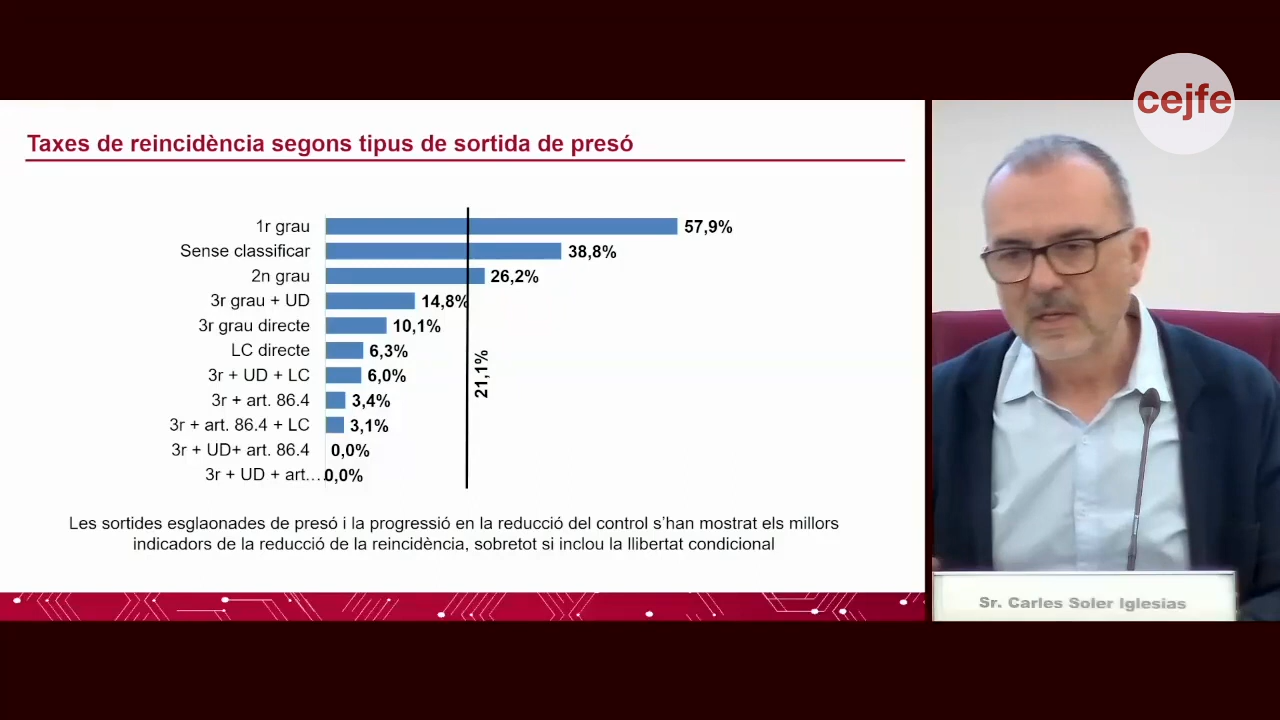 cejfe
Taxes de reincidència segons tipus de sortida de presó
1r grau 57,9%
Sense classificar 38,8%
2n grau 26,2%
3r grau + UD 14,8%
3r grau directe 10,1%
LC directe 6,3%
3r + UD + LC 6,0%
3r + art. 86.4 3,4%
3r + art. 86.4 + LC 3,1%
3r + UD+ art. 86.4 0,0%
3r + UD + art... 0,0%
21,1%
Les sortides esglaonades de presó i la progressió en la reducció del control s'han mostrat els millors
indicadors de la reducció de la reincidència, sobretot si inclou la llibertat condicional
Sr. Carles Soler Iglesias